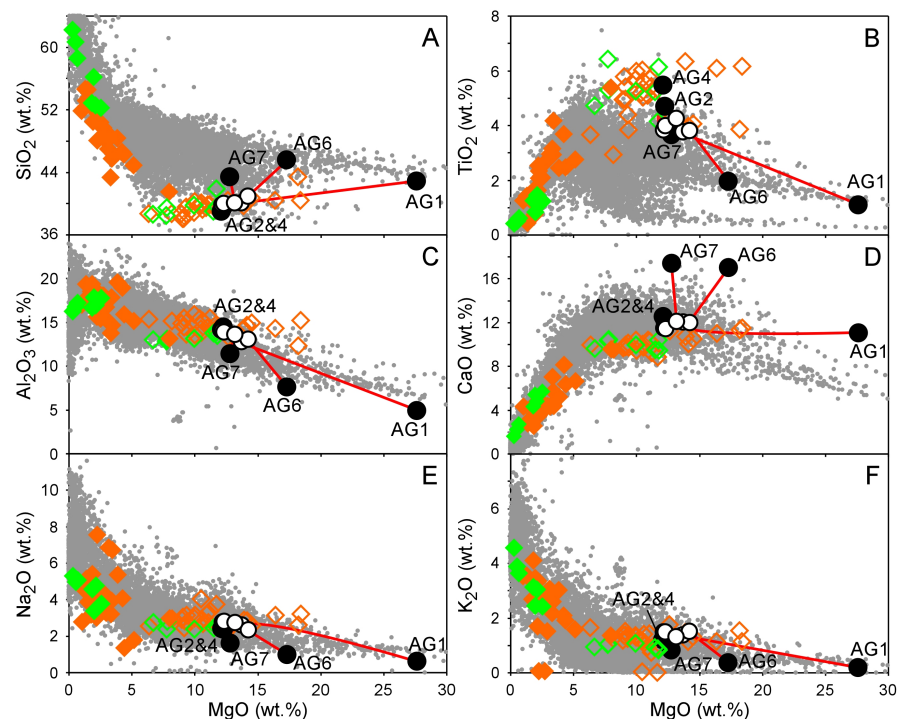 A
SiO2 (wt.%)
60
52
44
36
AG7
AG6
AG1
AG2&4
B
TiO2 (wt.%)
8
6
4
2
0
AG4
AG2
AG7
AG6
AG1
C
Al2O3 (wt.%)
20
15
10
5
0
AG2&4
AG7
AG6
AG1
D
CaO (wt.%)
16
12
8
4
0
AG7
AG6
AG2&4
AG1
E
Na2O (wt.%)
10
8
6
4
2
0
AG2&4
AG7
AG6
AG1
0 5 10 15 20 25 30
MgO (wt.%)
F
K2O (wt.%)
8
6
4
2
0
AG2&4
AG7
AG6
AG1
0 5 10 15 20 25 30
MgO (wt.%)